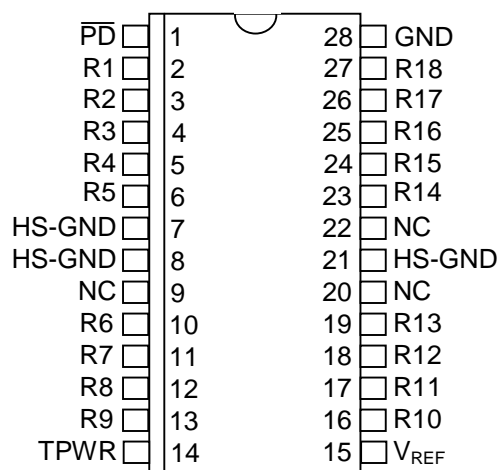 P̅D̅ 1 28 GND
R1 2 27 R18
R2 3 26 R17
R3 4 25 R16
R4 5 24 R15
R5 6 23 R14
HS-GND 7 22 NC
HS-GND 8 21 HS-GND
NC 9 20 NC
R6 10 19 R13
R7 11 18 R12
R8 12 17 R11
R9 13 16 R10
TPWR 14 15 VREF